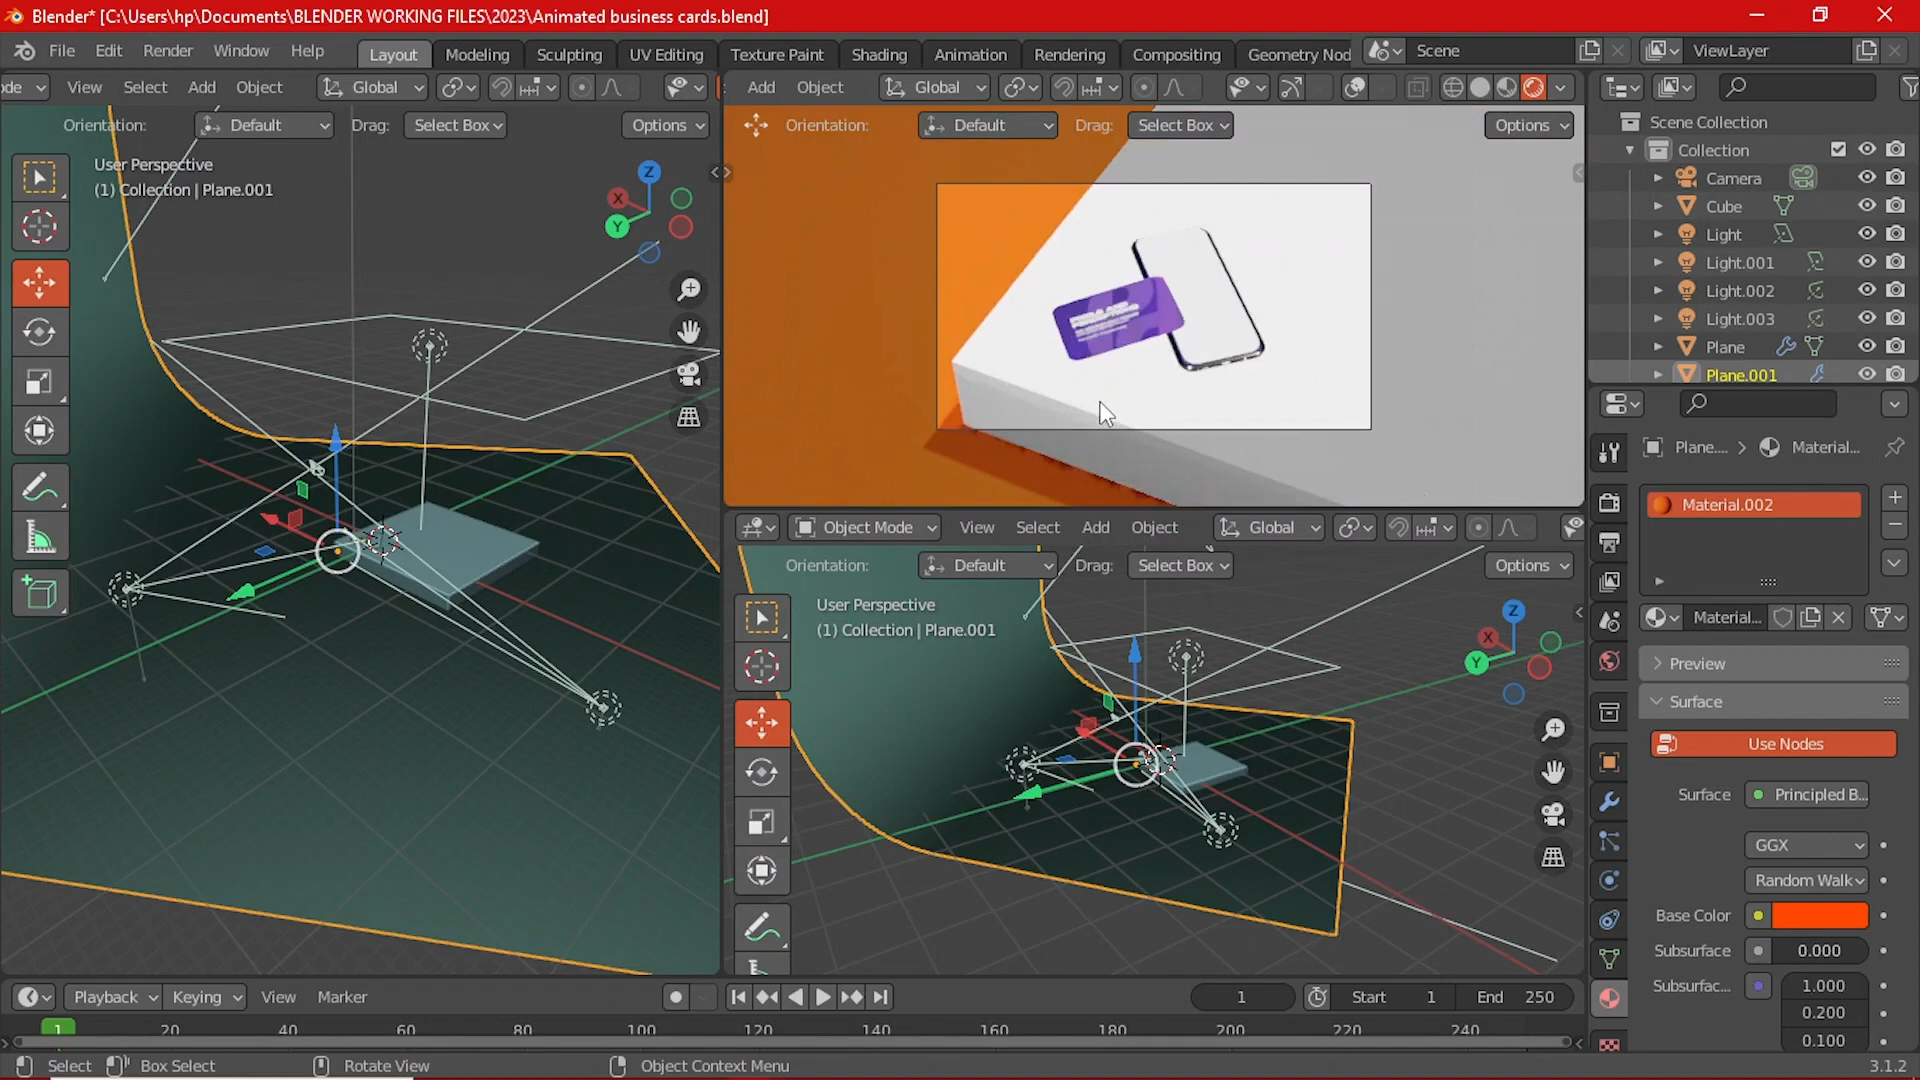 Blender* [C:\Users\hp\Documents\BLENDER WORKING FILES\2023\Animated business cards.blend]
File Edit Render Window Help Layout Modeling Sculpting UV Editing Texture Paint Shading Animation Rendering Compositing Geometry Nod Scene ViewLayer
ode View Select Add Object Global
Add Object Global
Orientation: Default Drag: Select Box Options
Orientation: Default Drag: Select Box Options
User Perspective
(1) Collection | Plane.001
Z
X
Y
Scene Collection
Collection
Camera
Cube
Light
Light.001
Light.002
Light.003
Plane
Plane.001
Plane.... Material...
Material.002
Material...
Preview
Surface
Use Nodes
Surface Principled B...
GGX
Random Walk
Base Color
Subsurface 0.000
Subsurfac... 1.000
0.200
0.100
Object Mode View Select Add Object Global
Orientation: Default Drag: Select Box Options
User Perspective
(1) Collection | Plane.001
Z
X
Y
Playback Keying View Marker 1 Start 1 End 250
1 20 40 60 80 100 120 140 160 180 200 220 240
Select Box Select Rotate View Object Context Menu 3.1.2